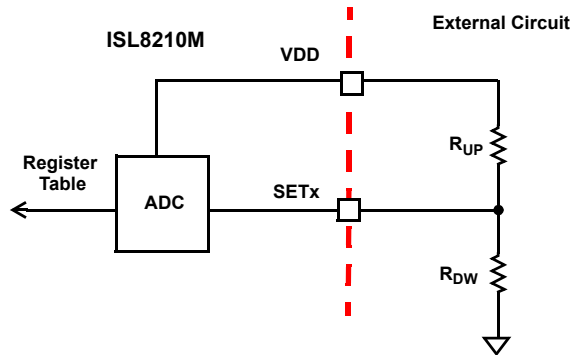 ISL8210M
External Circuit
VDD
RUP
Register
Table
ADC
SETx
RDW